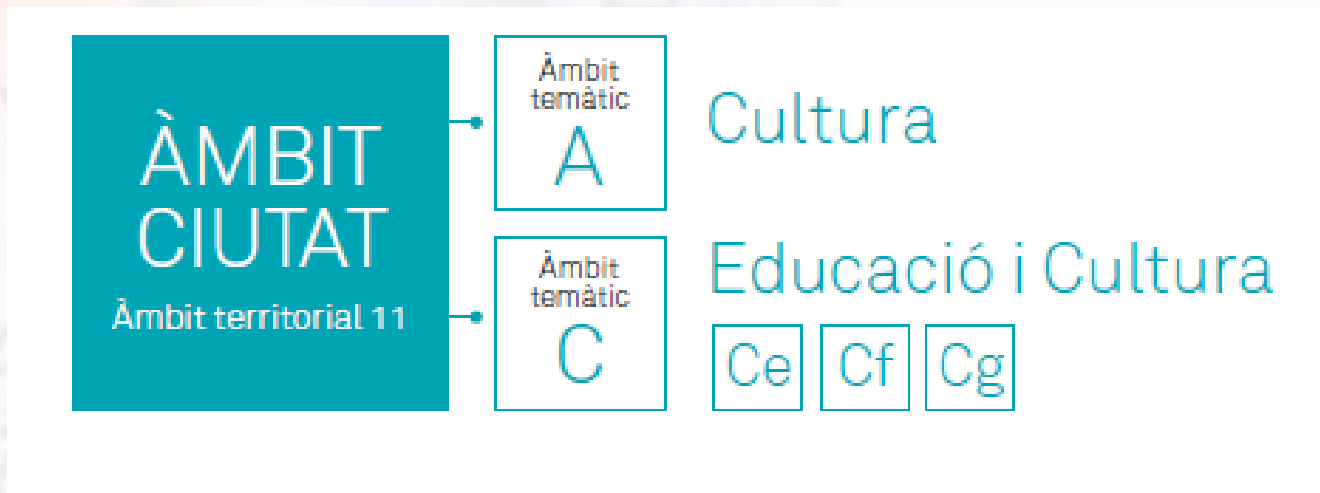 ÀMBIT
CIUTAT
Àmbit territorial 11
Àmbit
temàtic
A
Cultura
Àmbit
temàtic
C
Educació i Cultura
Ce Cf Cg